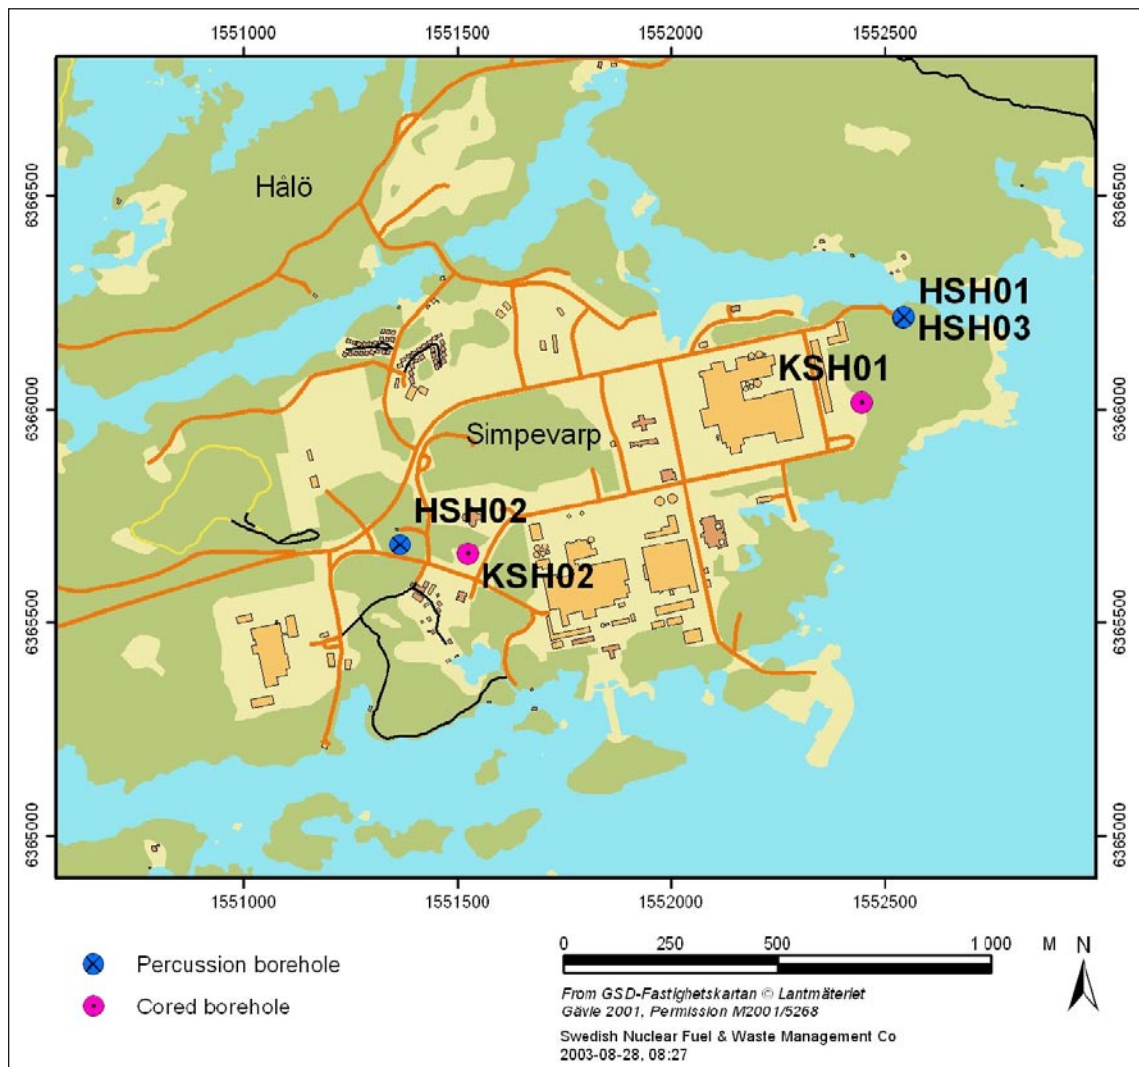 1551000 1551500 1552000 1552500
6366500 6366500
Hålö
HSH01
HSH03
KSH01
6366000 6366000
Simpevarp
HSH02
KSH02
6365500 6365500
6365000 6365000
1551000 1551500 1552000 1552500
0 250 500 1 000 M N
Percussion borehole
Cored borehole
From GSD-Fastighetskartan © Lantmäteriet
Gävle 2001, Permission M2001/5268
Swedish Nuclear Fuel & Waste Management Co
2003-08-28, 08:27